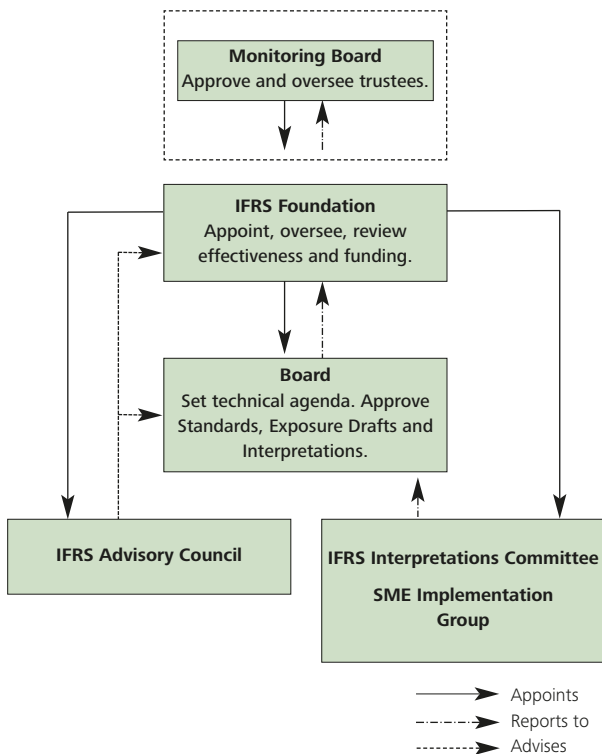 Monitoring Board
Approve and oversee trustees.
IFRS Foundation
Appoint, oversee, review
effectiveness and funding.
Board
Set technical agenda. Approve
Standards, Exposure Drafts and
Interpretations.
IFRS Advisory Council
IFRS Interpretations Committee
SME Implementation
Group
Appoints
Reports to
Advises